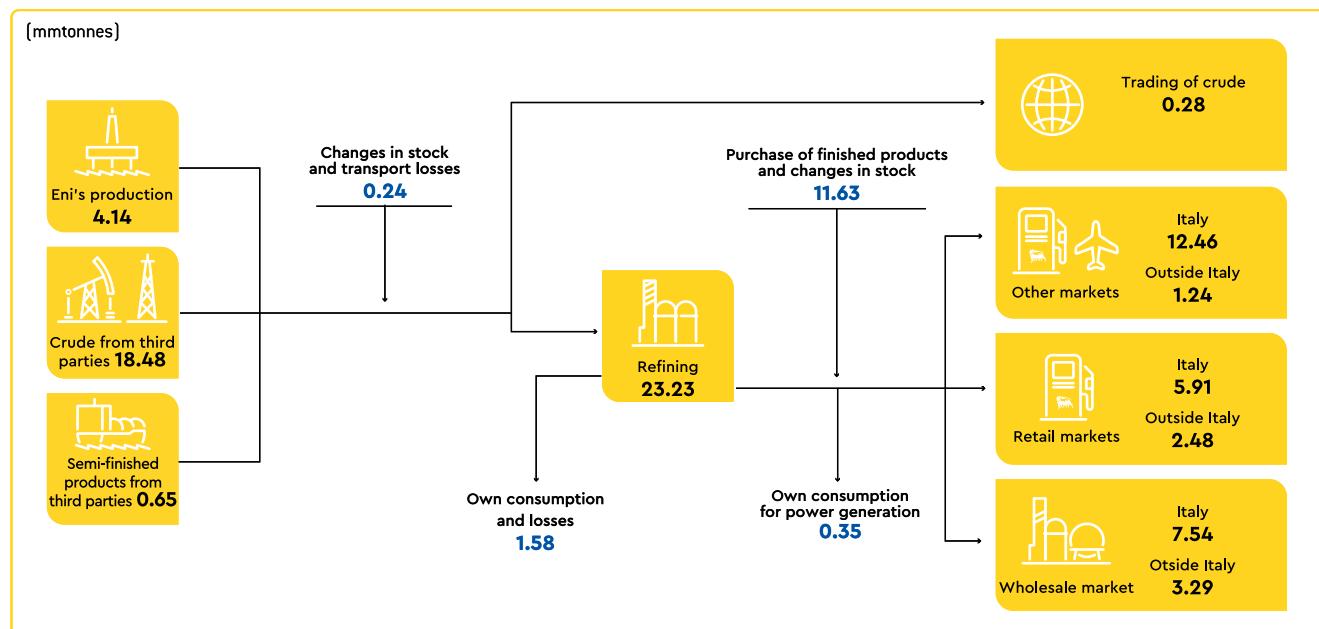 (mmtonnes)
Eni's production
4.14
Crude from third
parties 18.48
Semi-finished
products from
third parties 0.65
Changes in stock
and transport losses
0.24
Refining
23.23
Own consumption
and losses
1.58
Purchase of finished products
and changes in stock
11.63
Own consumption
for power generation
0.35
Trading of crude
0.28
Other markets
Italy
12.46
Outside Italy
1.24
Retail markets
Italy
5.91
Outside Italy
2.48
Wholesale market
Italy
7.54
Otside Italy
3.29